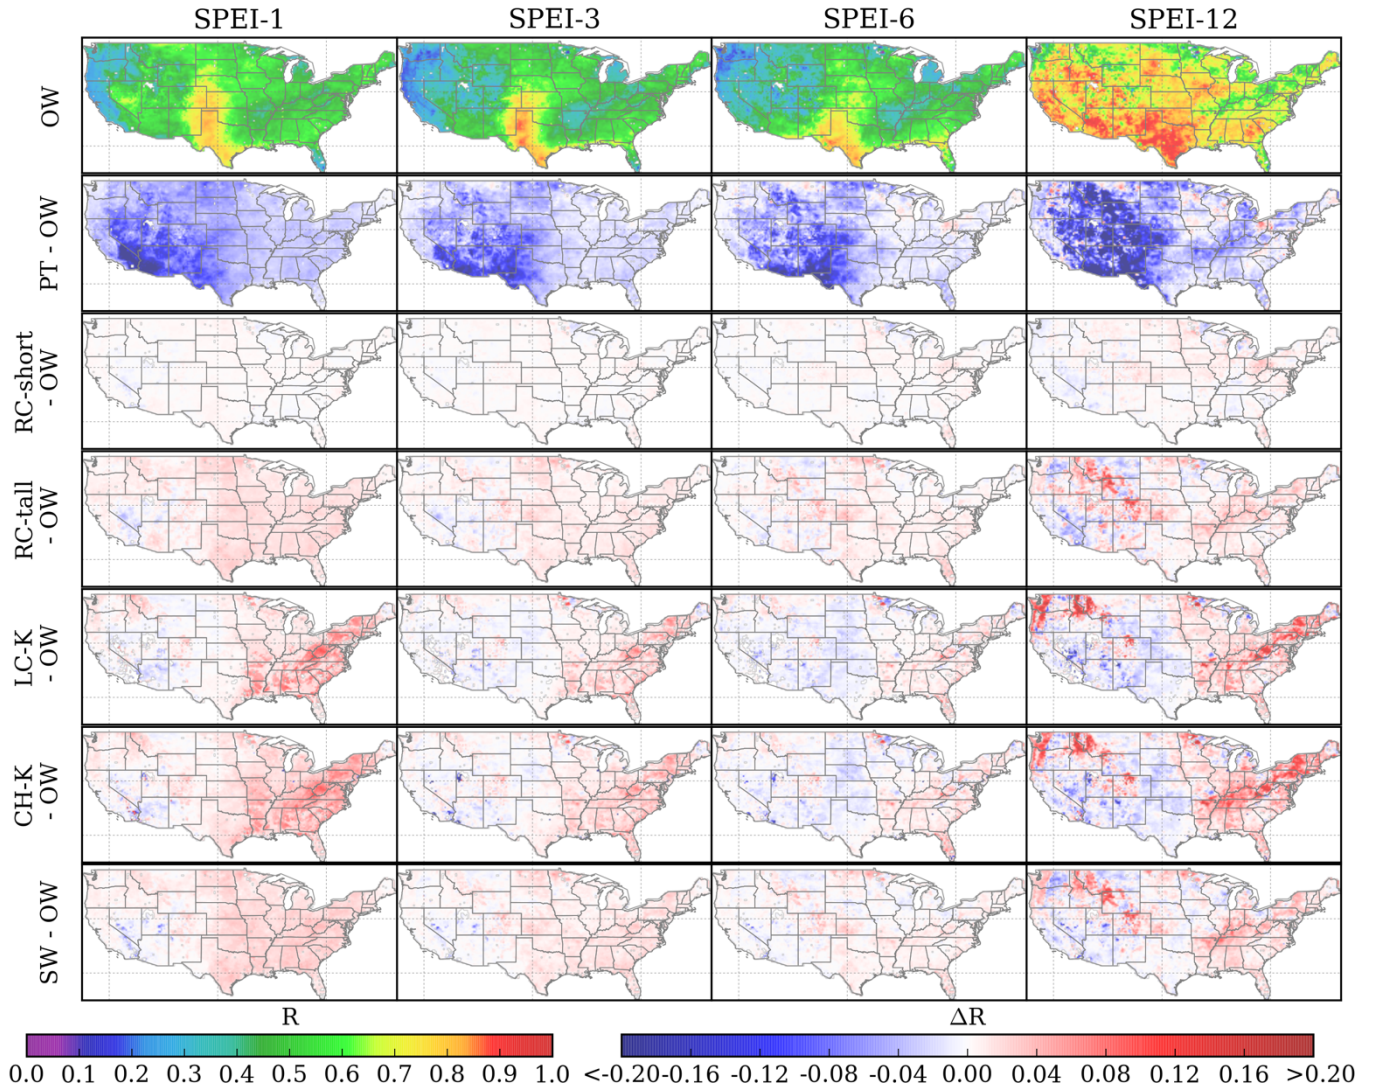 SPEI-1 SPEI-3 SPEI-6 SPEI-12
OW
PT - OW
RC-short
- OW
RC-tall
- OW
LC-K
- OW
CH-K
- OW
SW - OW
R ΔR
0.0 0.1 0.2 0.3 0.4 0.5 0.6 0.7 0.8 0.9 1.0 <-0.20 -0.16 -0.12 -0.08 -0.04 0.00 0.04 0.08 0.12 0.16 >0.20